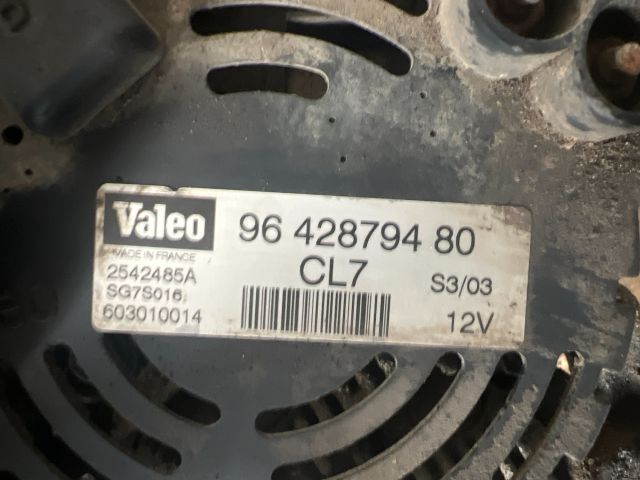 Valeo
96 428794 80
MADE IN FRANCE
2542485A
CL7
S3/03
SG7S016
603010014
12V